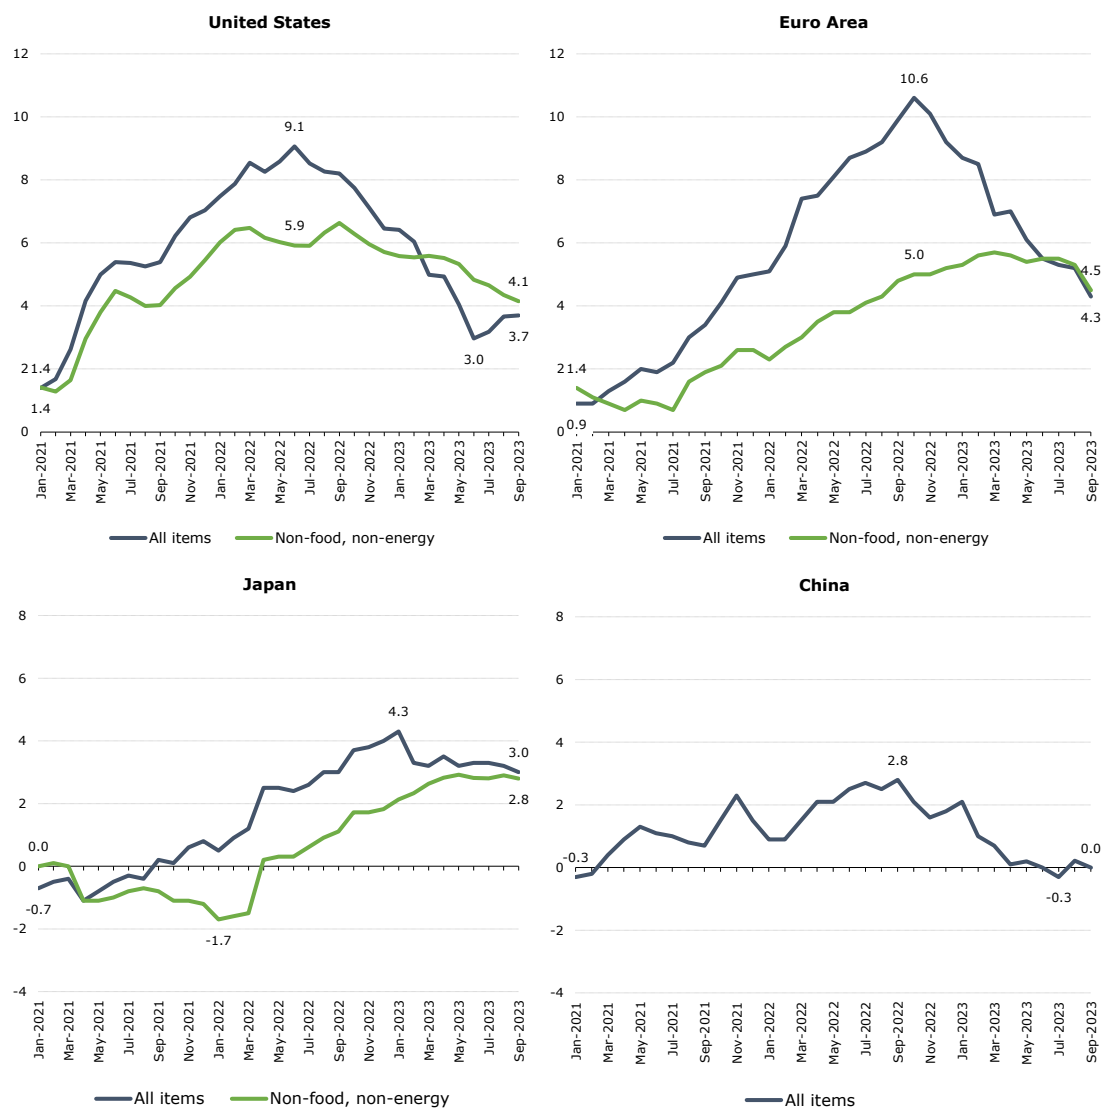 United States
12
10
8
6
4
2
0
9.1
5.9
4.1
3.7
3.0
1.4
1.4
Jan-2021
Mar-2021
May-2021
Jul-2021
Sep-2021
Nov-2021
Jan-2022
Mar-2022
May-2022
Jul-2022
Sep-2022
Nov-2022
Jan-2023
Mar-2023
May-2023
Jul-2023
Sep-2023
All items
Non-food, non-energy
Euro Area
12
10
8
6
4
2
0
10.6
5.0
4.5
4.3
1.4
0.9
Jan-2021
Mar-2021
May-2021
Jul-2021
Sep-2021
Nov-2021
Jan-2022
Mar-2022
May-2022
Jul-2022
Sep-2022
Nov-2022
Jan-2023
Mar-2023
May-2023
Jul-2023
Sep-2023
All items
Non-food, non-energy
Japan
8
6
4
2
0
-2
-4
4.3
3.0
2.8
0.0
-0.7
-1.7
Jan-2021
Mar-2021
May-2021
Jul-2021
Sep-2021
Nov-2021
Jan-2022
Mar-2022
May-2022
Jul-2022
Sep-2022
Nov-2022
Jan-2023
Mar-2023
May-2023
Jul-2023
Sep-2023
All items
Non-food, non-energy
China
8
6
4
2
0
-2
-4
2.8
0.0
-0.3
-0.3
Jan-2021
Mar-2021
May-2021
Jul-2021
Sep-2021
Nov-2021
Jan-2022
Mar-2022
May-2022
Jul-2022
Sep-2022
Nov-2022
Jan-2023
Mar-2023
May-2023
Jul-2023
Sep-2023
All items